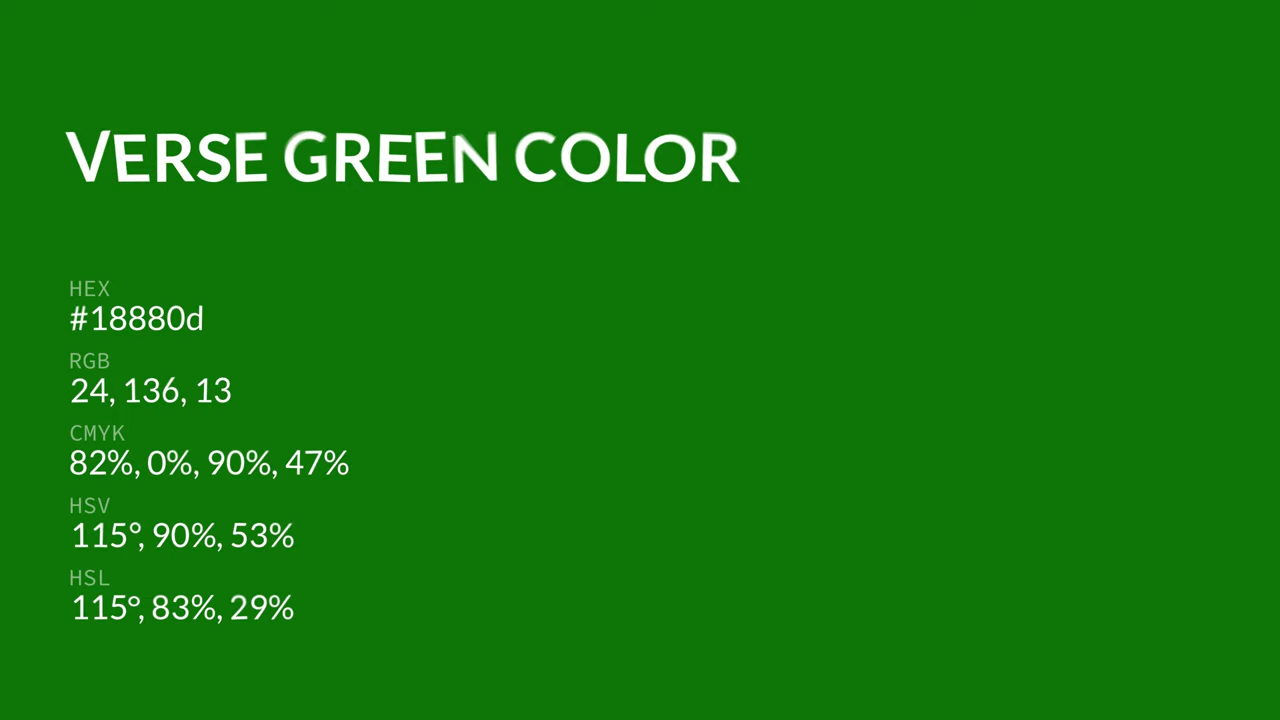 VERSE GREEN COLOR
HEX
#18880d
RGB
24, 136, 13
CMYK
82%, 0%, 90%, 47%
HSV
115°, 90%, 53%
HSL
115°, 83%, 29%